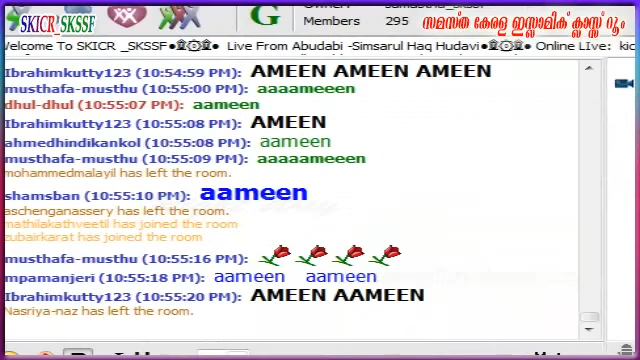 SKICR_SKSSF
Members 295
സമസ്ത കേരള ഇസ്ലാമിക് ക്ലാസ്സ് റൂം
Welcome To SKICR _SKSSF Live From Abudabi -Simsarul Haq Hudavi Online LIve:
Ibrahimkutty123 (10:54:59 PM): AMEEN AMEEN AMEEN
musthafa-musthu (10:55:00 PM): aaaaameeen
dhul-dhul (10:55:07 PM): aameen
Ibrahimkutty123 (10:55:08 PM): AMEEN
ahmedhindikankol (10:55:08 PM): aameen
musthafa-musthu (10:55:09 PM): aaaaaameeen
mohammedmalayil has left the room.
shamsban (10:55:10 PM): aameen
aschenganassery has left the room.
mathilakathveetil has joined the room
zubairkarat has joined the room
musthafa-musthu (10:55:16 PM):
mpamanjeri (10:55:18 PM): aameen aameen
Ibrahimkutty123 (10:55:20 PM): AMEEN AAMEEN
Nasriya-naz has left the room.